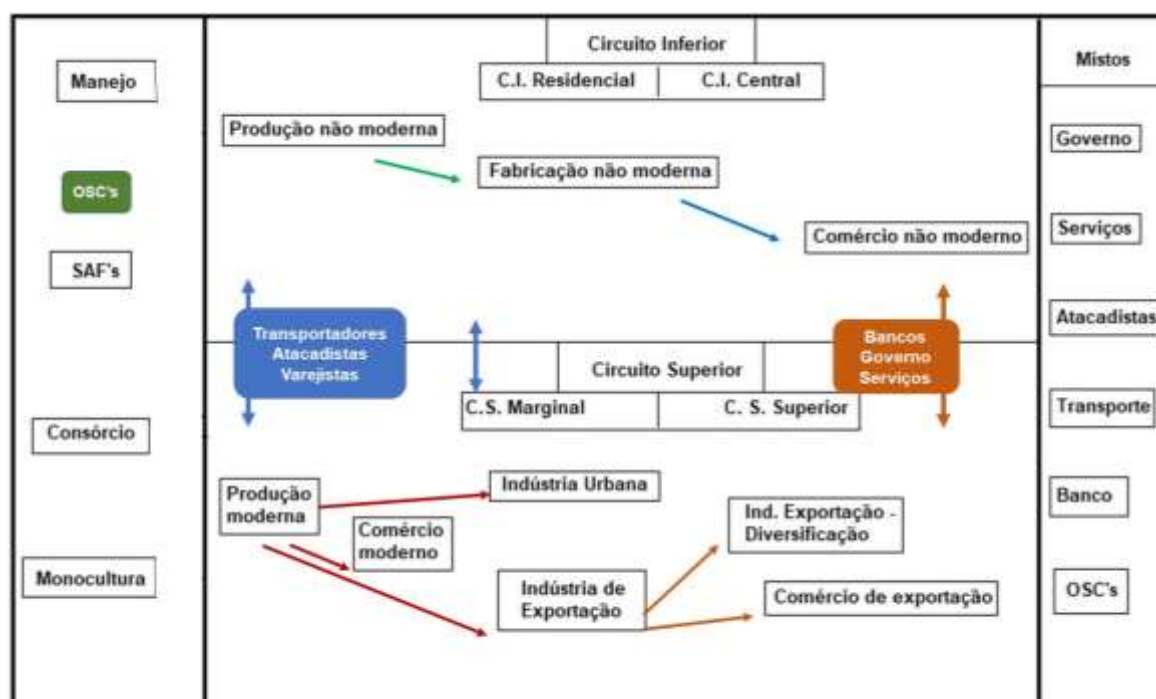 Manejo
OSC's
SAF's
Consórcio
Monocultura
Circuito Inferior
C.I. Residencial
C.I. Central
Produção não moderna
Fabricação não moderna
Comércio não moderno
Transportadores
Atacadistas
Varejistas
Bancos
Governo
Serviços
Circuito Superior
C.S. Marginal
C. S. Superior
Produção
moderna
Indústria Urbana
Comércio
moderno
Ind. Exportação -
Diversificação
Indústria de
Exportação
Comércio de exportação
Mistos
Governo
Serviços
Atacadistas
Transporte
Banco
OSC's